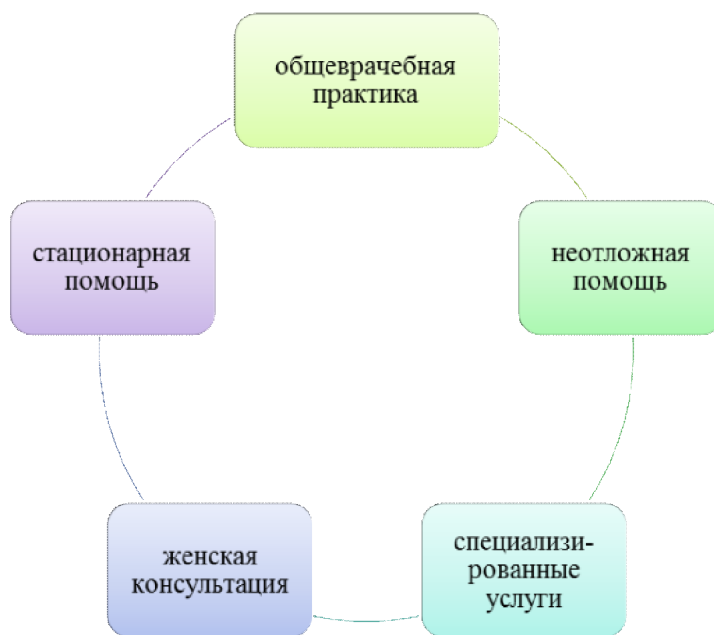 общеврачебная
практика
неотложная
помощь
специализи-
рованные
услуги
женская
консультация
стационарная
помощь